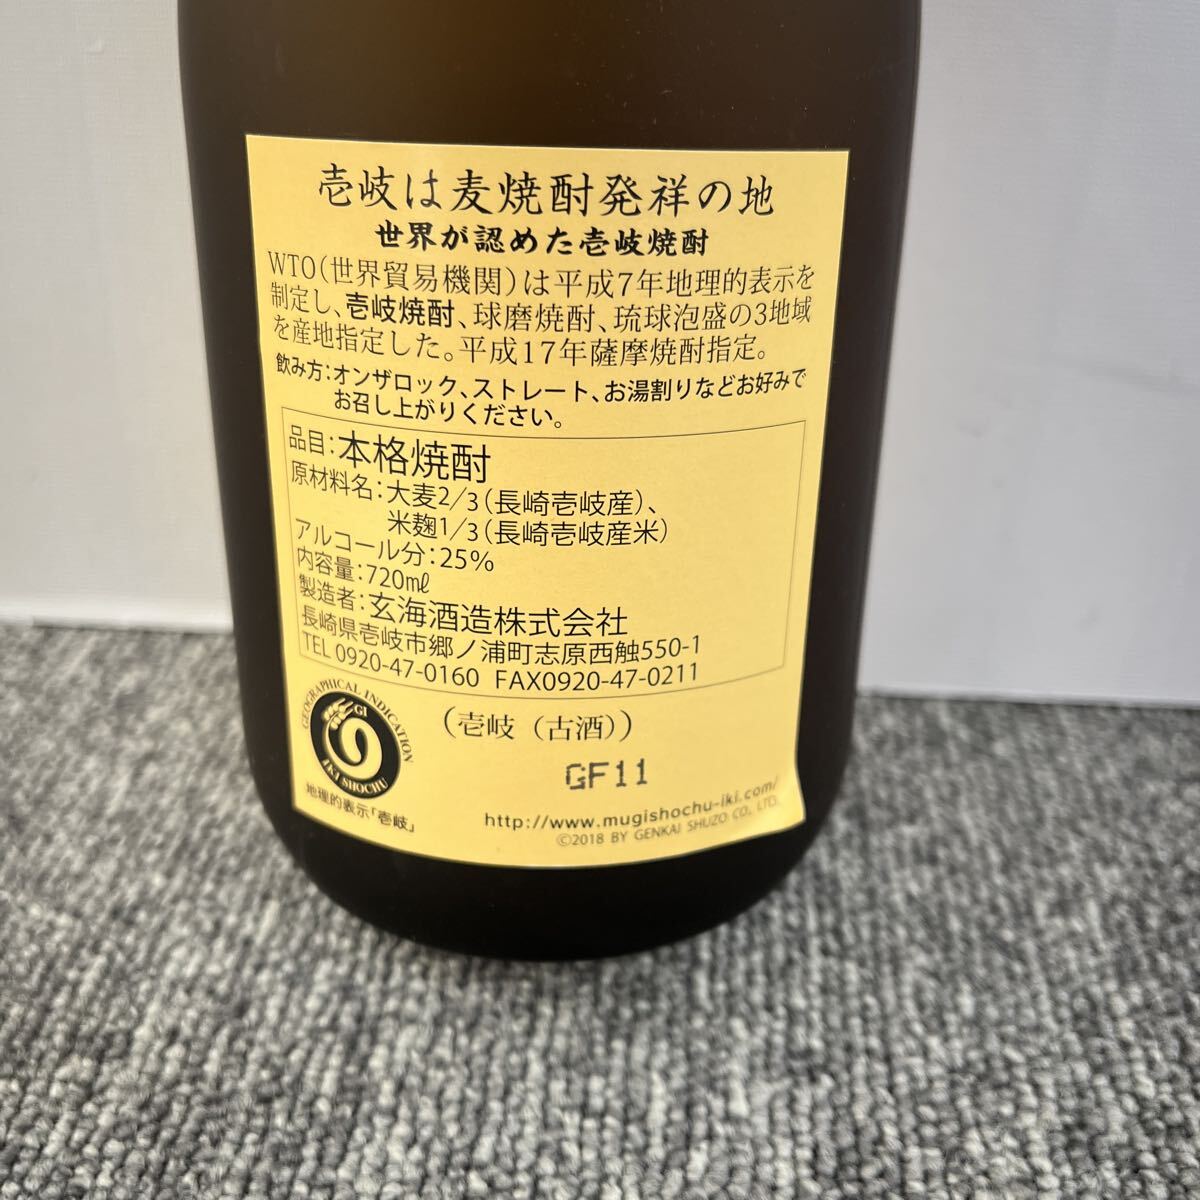 壱岐は麦焼酎発祥の地
世界が認めた壱岐焼酎
WTO(世界貿易機関)は平成7年地理的表示を
制定し、壱岐焼酎、球磨焼酎、琉球泡盛の3地域
を産地指定した。平成17年薩摩焼酎指定。
飲み方:オンザロック、ストレート、お湯割りなどお好みで
お召し上がりください。
品目:本格焼酎
原材料名:大麦2/3(長崎壱岐産)、
米麹1/3(長崎壱岐産米)
アルコール分:25%
内容量:720mℓ
製造者:玄海酒造株式会社
長崎県壱岐市郷ノ浦町志原西触550-1
TEL 0920-47-0160 FAX0920-47-0211
GEOGRAPHICAL INDICATION
GI
IKI SHOCHU
地理的表示「壱岐」
(壱岐(古酒))
GF11
http://www.mugishochu-iki.com/
©2018 BY GENKAI SHUZO CO., LTD.